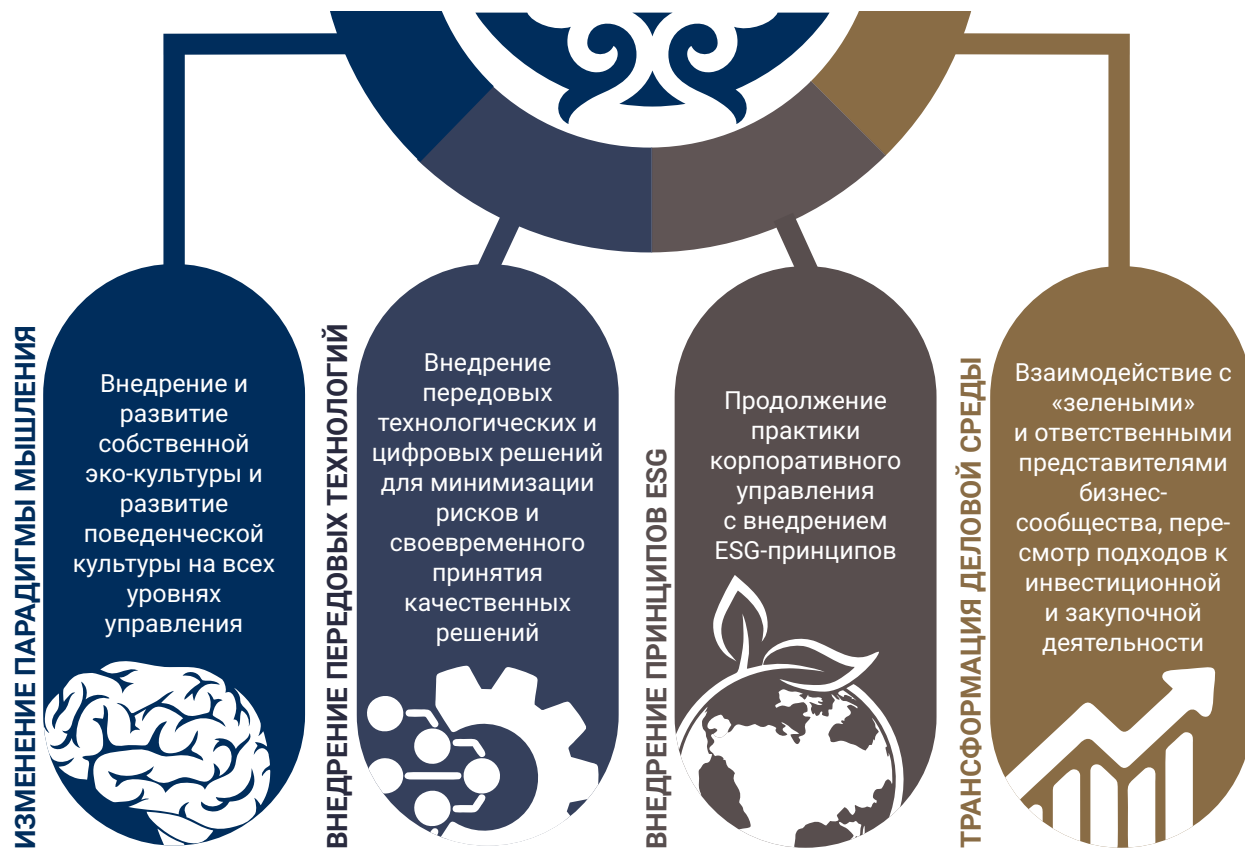 ИЗМЕНЕНИЕ ПАРАДИГМЫ МЫШЛЕНИЯ
Внедрение и
развитие
собственной
эко-культуры и
развитие
поведенческой
культуры на всех
уровнях
управления
ВНЕДРЕНИЕ ПЕРЕДОВЫХ ТЕХНОЛОГИЙ
Внедрение
передовых
технологических и
цифровых решений
для минимизации
рисков и
своевременного
принятия
качественных
решений
ВНЕДРЕНИЕ ПРИНЦИПОВ ESG
Продолжение
практики
корпоративного
управления
с внедрением
ESG-принципов
ТРАНСФОРМАЦИЯ ДЕЛОВОЙ СРЕДЫ
Взаимодействие с
«зелеными»
и ответственными
представителями
бизнес-
сообщества, пере-
смотр подходов к
инвестиционной
и закупочной
деятельности